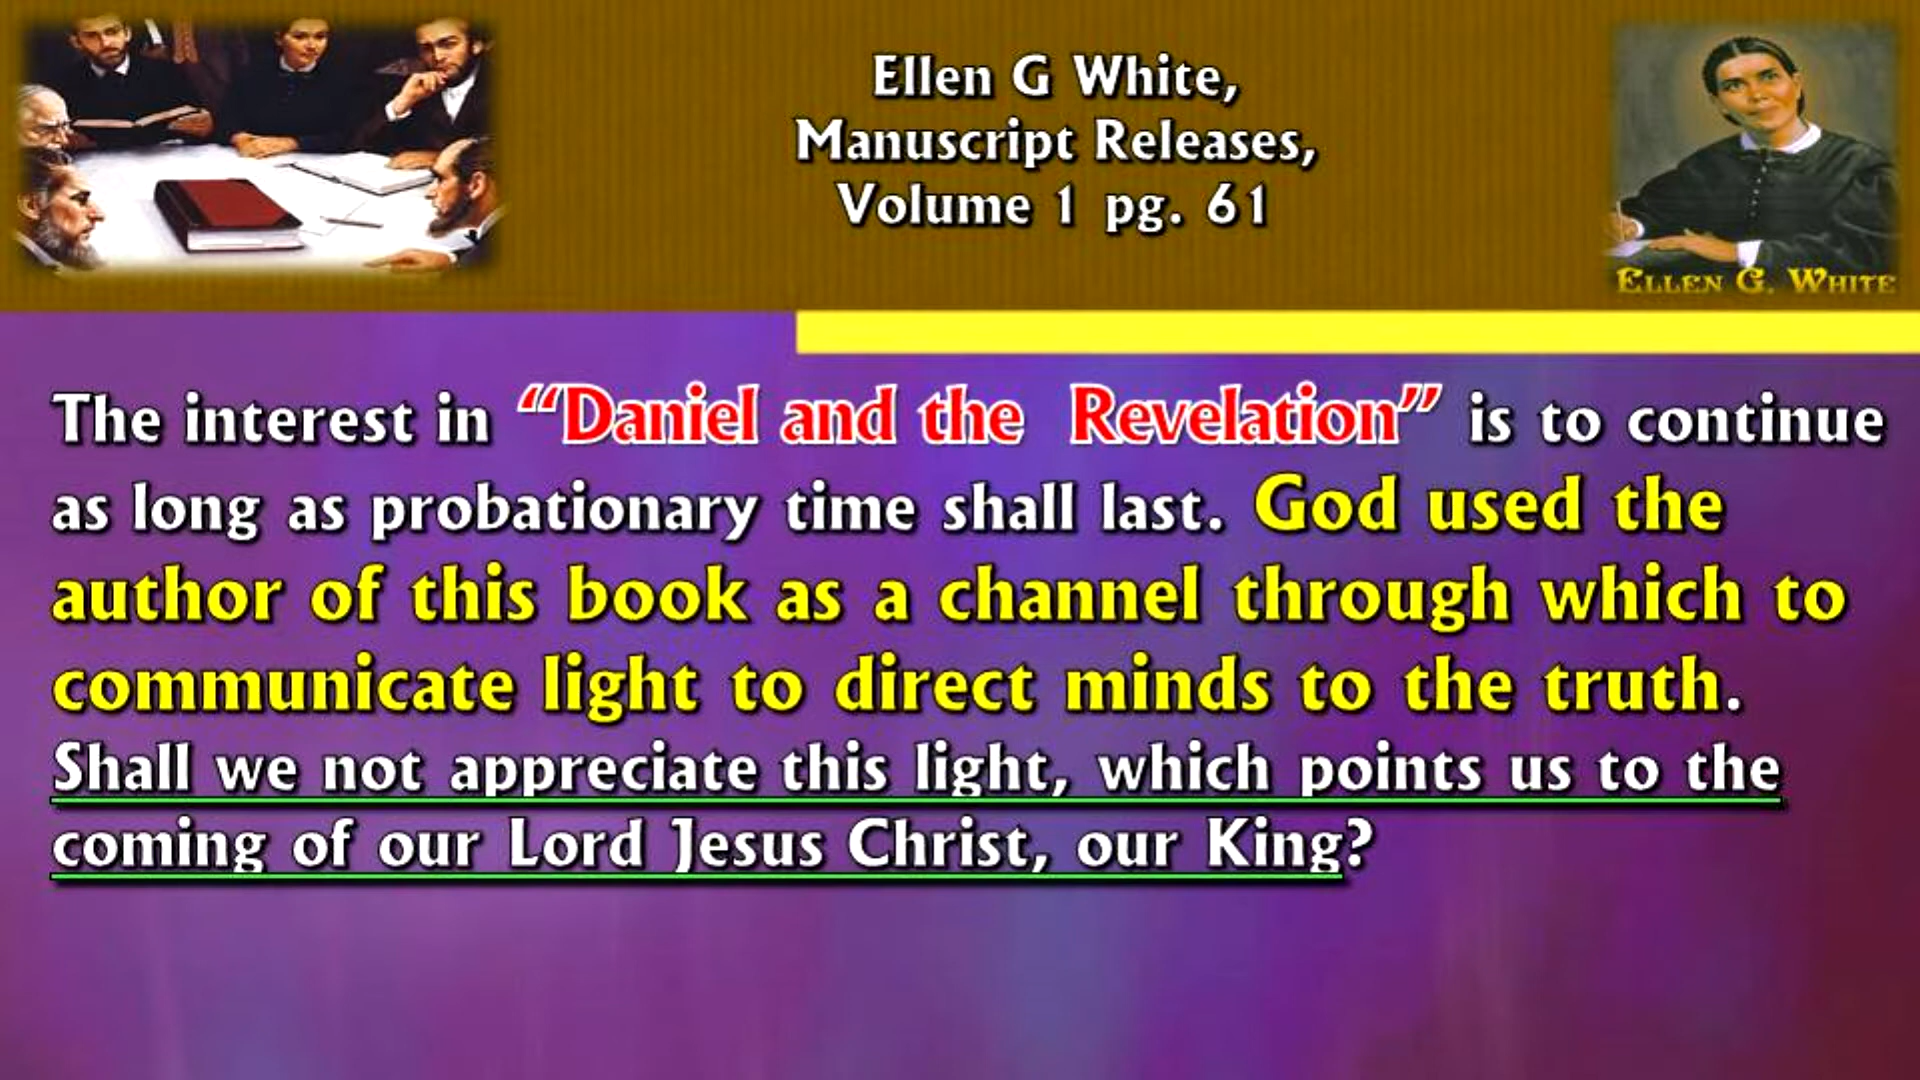 Ellen G White,
Manuscript Releases,
Volume 1 pg. 61
ELLEN G. WHITE
The interest in “Daniel and the Revelation” is to continue
as long as probationary time shall last. God used the
author of this book as a channel through which to
communicate light to direct minds to the truth.
Shall we not appreciate this light, which points us to the
coming of our Lord Jesus Christ, our King?